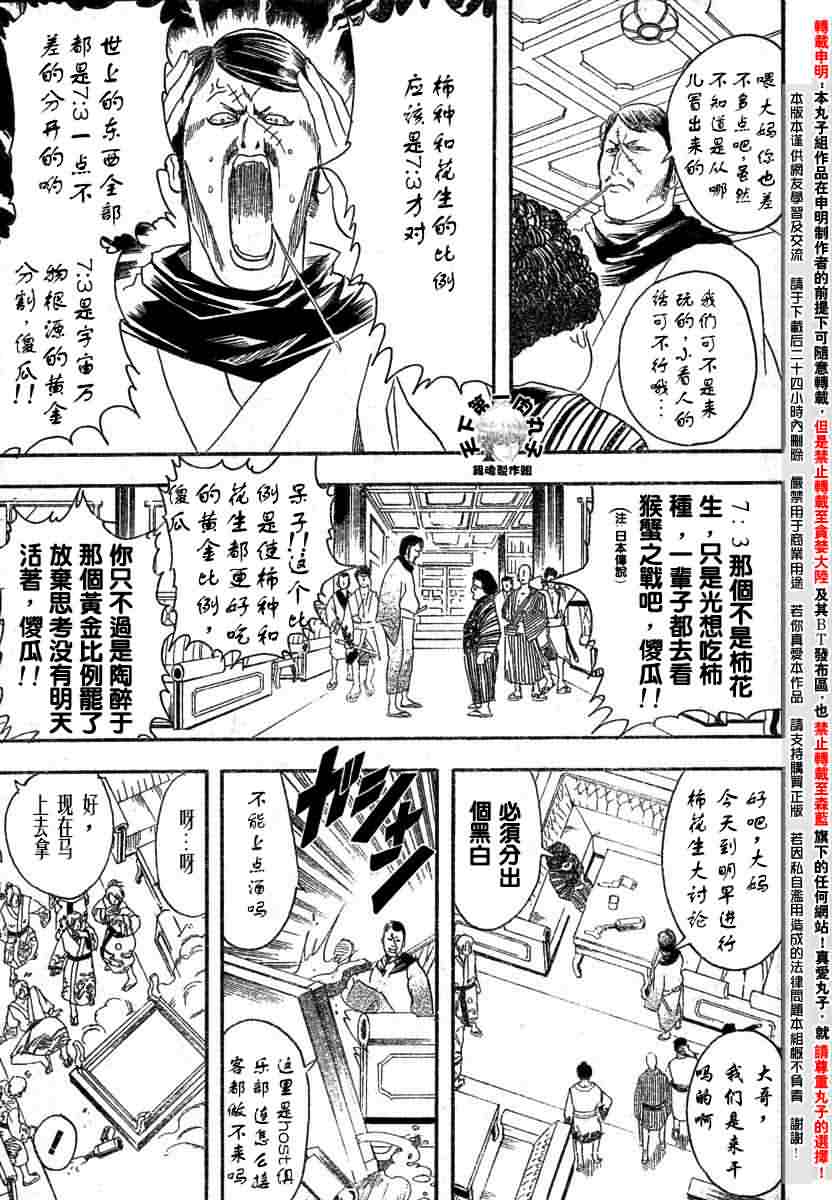 喂大妈你也差
不多点吧,虽然
不知道是从哪
儿冒出来的
我们可不是来
玩的,小看人的
话可不行哦…
柿种和花生的比例
应该是7:3才对
世上的东西全部
都是7:3一点不
差的分开的哟
7:3是宇宙万
物根源的黄金
分割,傻瓜!!
天下第
銀魂製作組
7:3那個不是柿花
生,只是光想吃柿
種,一輩子都去看
猴蟹之戰吧,傻瓜!!
(注 日本傳說)
呆子!!这个比
例是使柿种和
花生都更好吃
的黄金比例,
傻瓜
你只不過是陶醉于
那個黃金比例罷了
放棄思考没有明天
活著,傻瓜!!
好吧,大妈
今天到明早进行
柿花生大讨论
必須分出
個黑白
大哥,
我们是来干
吗的啊
ガシャン
不能上点酒吗
这里是host俱
乐部连怎么接
客都做不来吗
呀…呀
好,
现在马
上去拿
!
轉載申明!本丸子組作品在申明制作者的前提下可隨意轉載.但是禁止轉載至貪婪大陸及其BT發布區.也禁止轉載至森藍旗下的任何網站!真愛丸子.就請尊重丸子的選擇!
本版本僅供網友學習及交流 請于下載后二十四小時內刪除 嚴禁用于商業用途 若你真愛本作品 請支持購買正版 若因私自濫用造成的法律問題本組概不負責 謝謝!